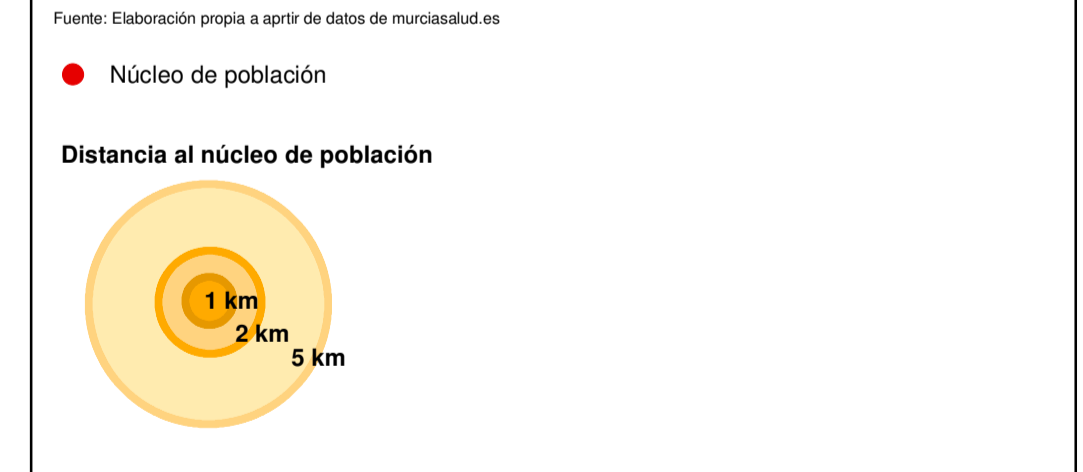 Fuente: Elaboración propia a aprtir de datos de murciasalud.es
Núcleo de población
Distancia al núcleo de población
1 km
2 km
5 km